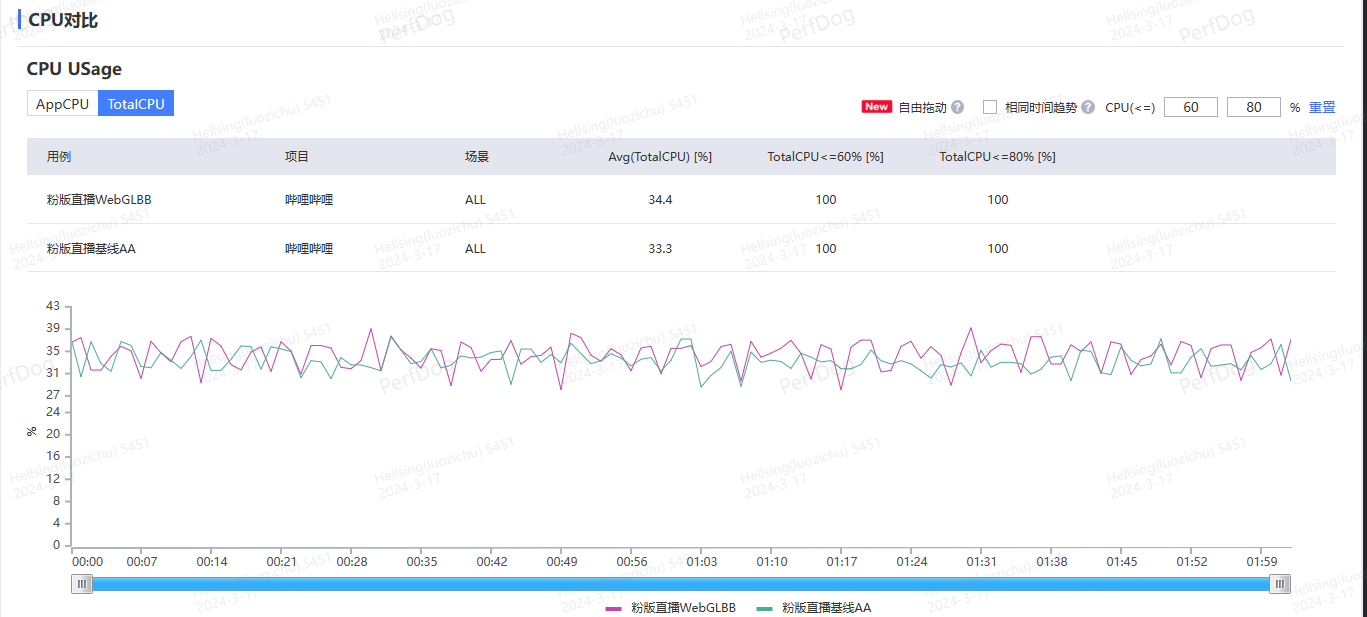 CPU对比
CPU USage
AppCPU TotalCPU
New 自由拖动 ? 相同时间趋势 ? CPU(<=) 60 80 % 重置
用例 项目 场景 Avg(TotalCPU) [%] TotalCPU<=60% [%] TotalCPU<=80% [%]
粉版直播WebGLBB 哔哩哔哩 ALL 34.4 100 100
粉版直播基线AA 哔哩哔哩 ALL 33.3 100 100
43
39
35
31
27
24
%
20
16
12
8
4
0
00:00 00:07 00:14 00:21 00:28 00:35 00:42 00:49 00:56 01:03 01:10 01:17 01:24 01:31 01:38 01:45 01:52 01:59
粉版直播WebGLBB 粉版直播基线AA
Hellsing(luozichu) 5451
2024-3-17
PerfDog